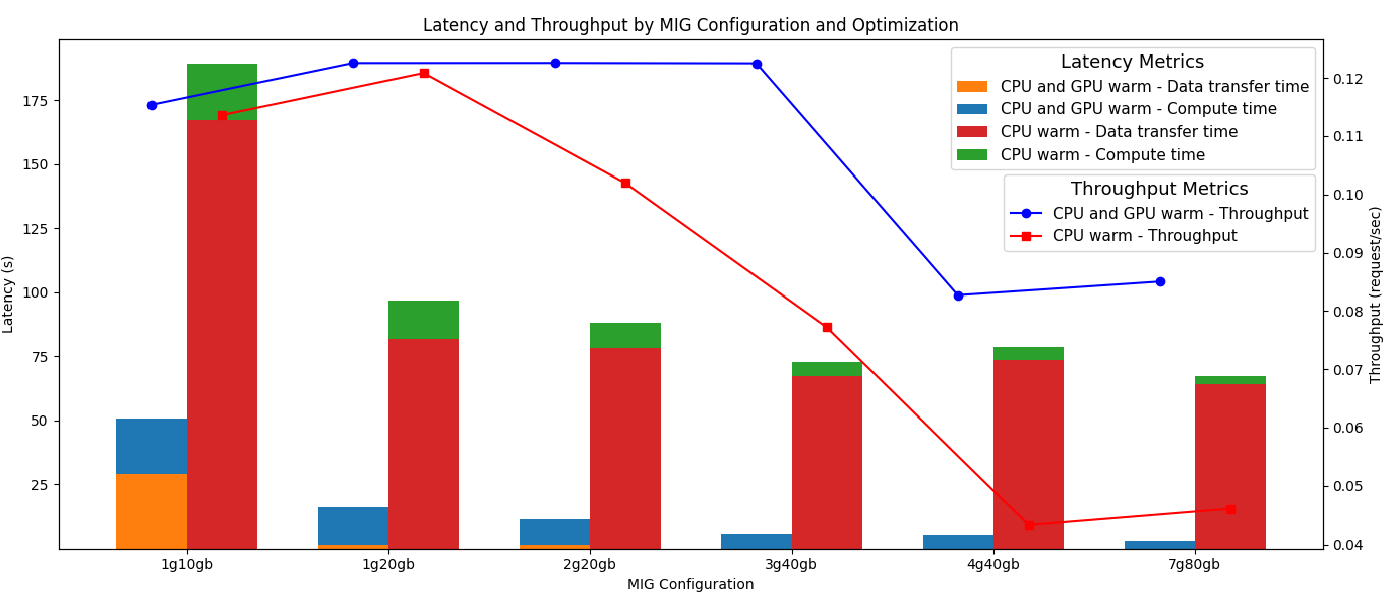 Latency and Throughput by MIG Configuration and Optimization
Latency (s)
175
150
125
100
75
50
25
Latency Metrics
CPU and GPU warm - Data transfer time
CPU and GPU warm - Compute time
CPU warm - Data transfer time
CPU warm - Compute time
Throughput Metrics
CPU and GPU warm - Throughput
CPU warm - Throughput
0.12
0.11
0.10
0.09
0.08
0.07
0.06
0.05
0.04
Throughput (request/sec)
1g10gb 1g20gb 2g20gb 3g40gb 4g40gb 7g80gb
MIG Configuration